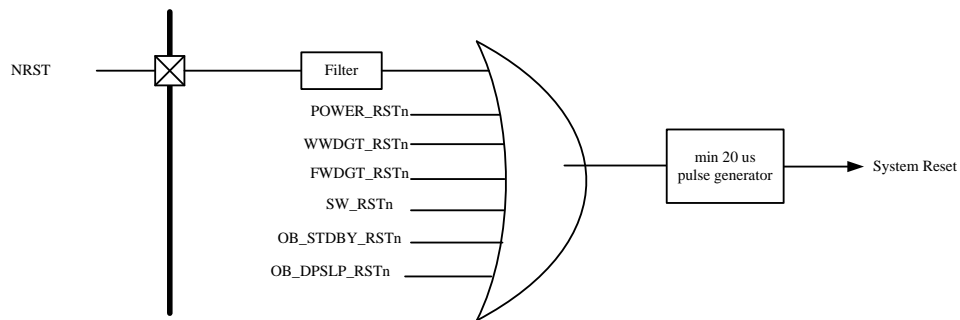 NRST
Filter
POWER_RSTn
WWDGT_RSTn
FWDGT_RSTn
SW_RSTn
OB_STDBY_RSTn
OB_DPSLP_RSTn
min 20 us
pulse generator
System Reset